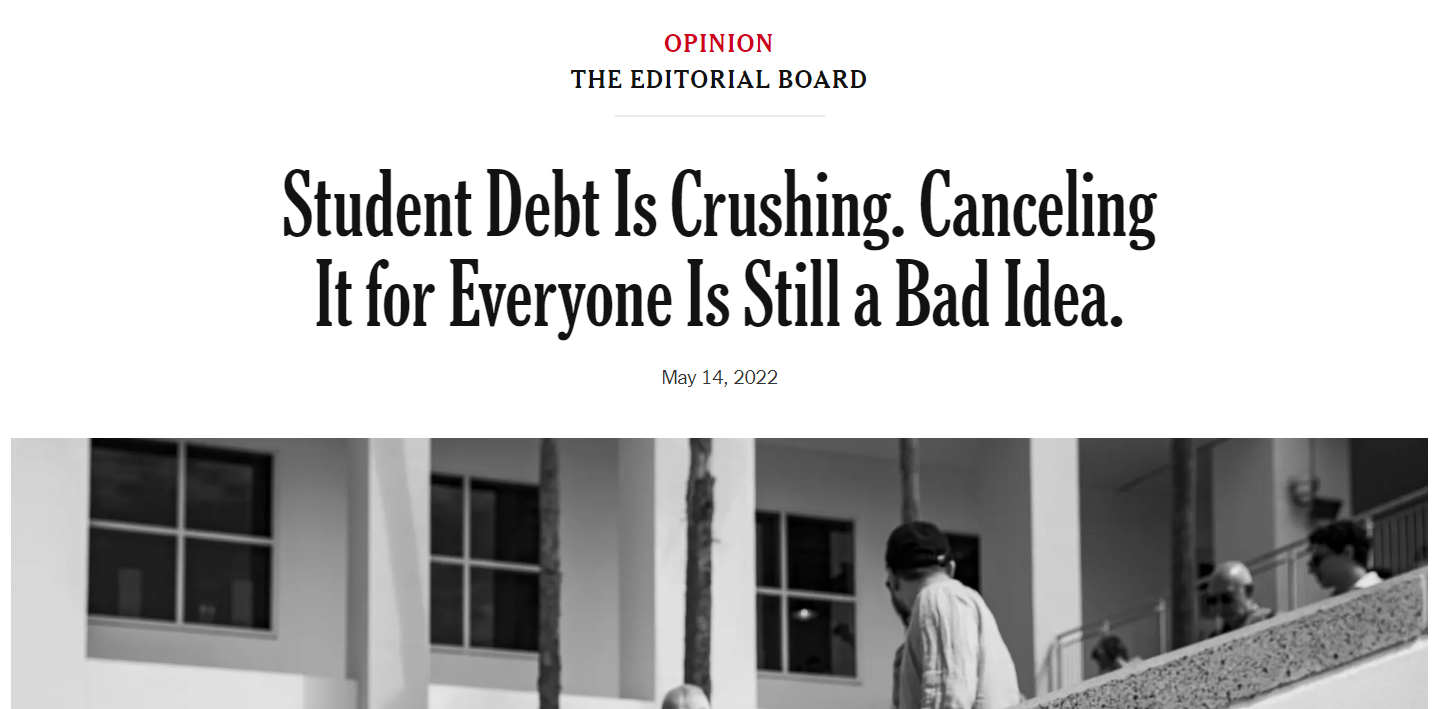 OPINION
THE EDITORIAL BOARD
Student Debt Is Crushing. Canceling
It for Everyone Is Still a Bad Idea.
May 14, 2022